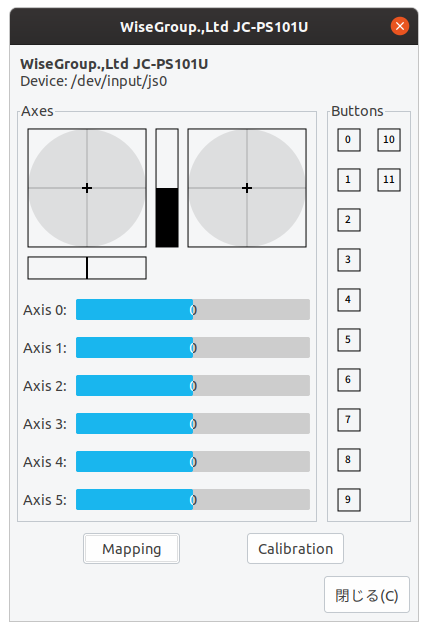 WiseGroup.,Ltd JC-PS101U
WiseGroup.,Ltd JC-PS101U
Device: /dev/input/js0
Axes
Axis 0: 0
Axis 1: 0
Axis 2: 0
Axis 3: 0
Axis 4: 0
Axis 5: 0
Buttons
0 10
1 11
2
3
4
5
6
7
8
9
Mapping
Calibration
閉じる(C)